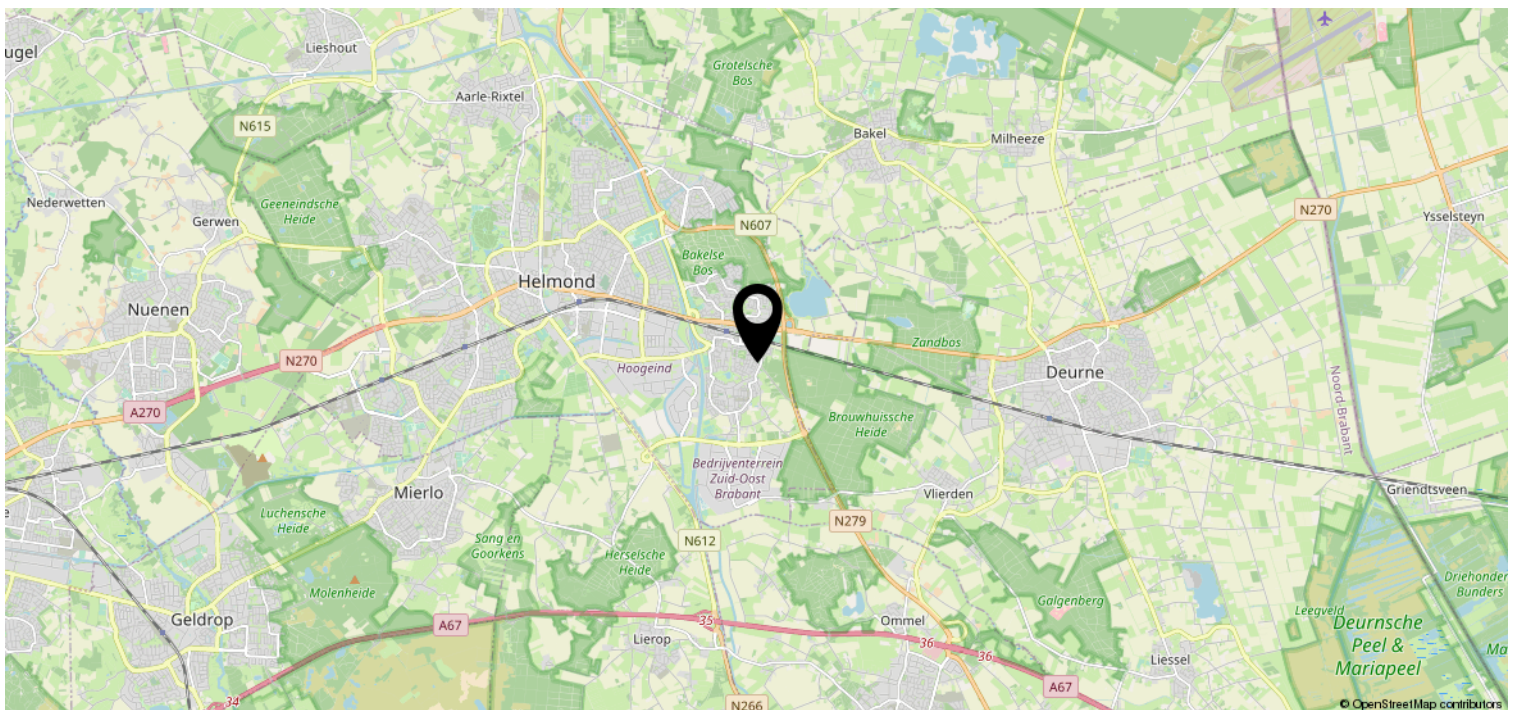 ugel
Lieshout
Grotelsche
Bos
Aarle-Rixtel
N615
Bakel
Milheeze
Nederwetten
Geeneindsche
Heide
Gerwen
N607
N270
Ysselsteyn
Bakelse
Bos
Helmond
Nuenen
Zandbos
N270
Hoogeind
Deurne
A270
Noord-Brabant
Brouwhuissche
Heide
Bedrijventerrein
Zuid-Oost
Brabant
Mierlo
Vlierden
Griendtsveen
e
Luchensche
Heide
N279
Sang en
Goorkens
N612
Herselsche
Heide
Molenheide
Driehonder
Bunders
Galgenberg
Leegveld
Geldrop
A67
35
Ommel
Deurnsche
Peel &
Mariapeel
Lierop
36
36
Ma
Liessel
A67
34
N266
© OpenStreetMap contributors